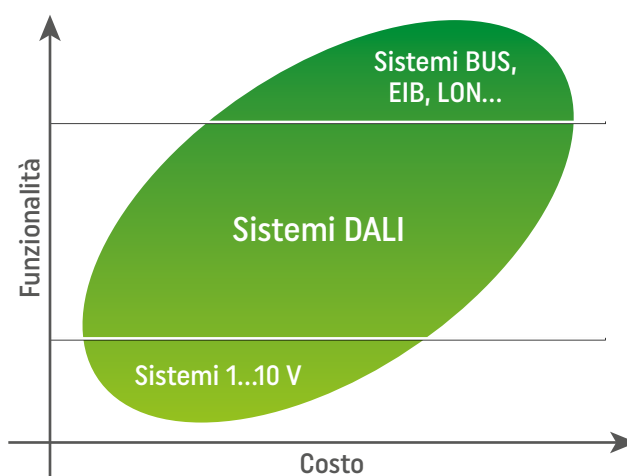 Sistemi BUS,
EIB, LON...
Funzionalità
Sistemi DALI
Sistemi 1...10 V
Costo